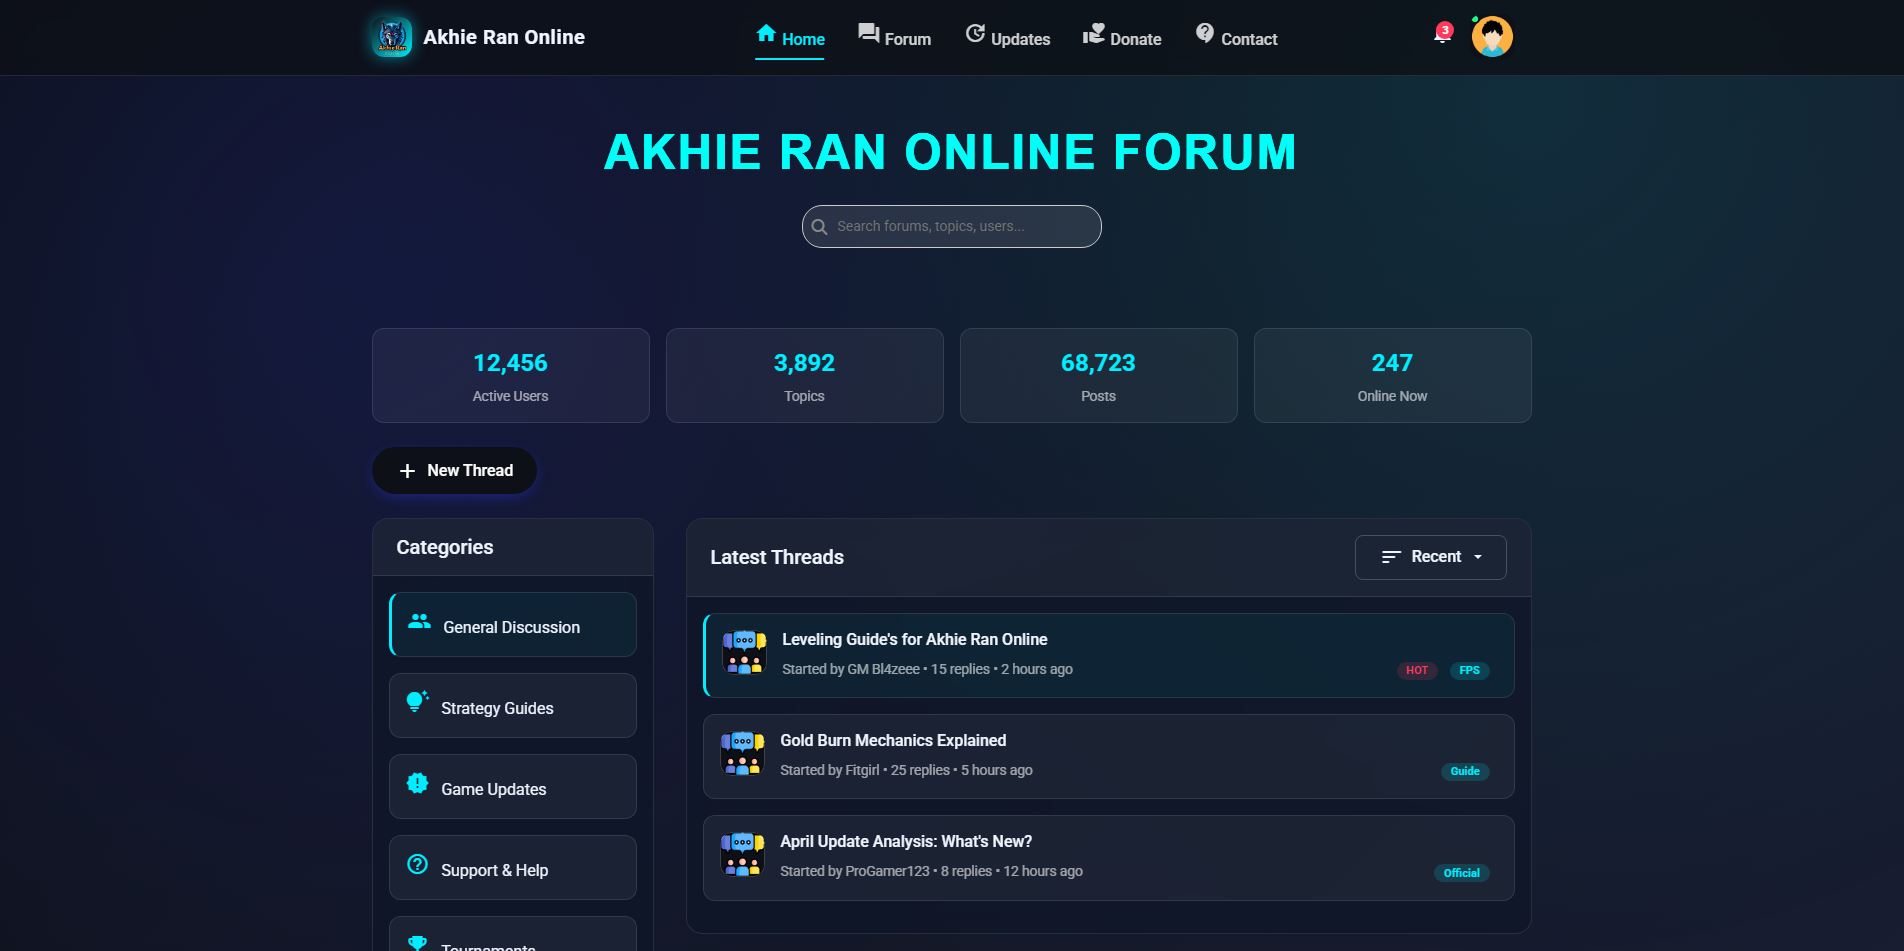 Akhie Ran Online
Home
Forum
Updates
Donate
Contact
3
AKHIE RAN ONLINE FORUM
Search forums, topics, users...
12,456
Active Users
3,892
Topics
68,723
Posts
247
Online Now
New Thread
Categories
General Discussion
Strategy Guides
Game Updates
Support & Help
Tournaments
Latest Threads
Recent
Leveling Guide's for Akhie Ran Online
Started by GM Bl4zeee • 15 replies • 2 hours ago
HOT
FPS
Gold Burn Mechanics Explained
Started by Fitgirl • 25 replies • 5 hours ago
Guide
April Update Analysis: What's New?
Started by ProGamer123 • 8 replies • 12 hours ago
Official